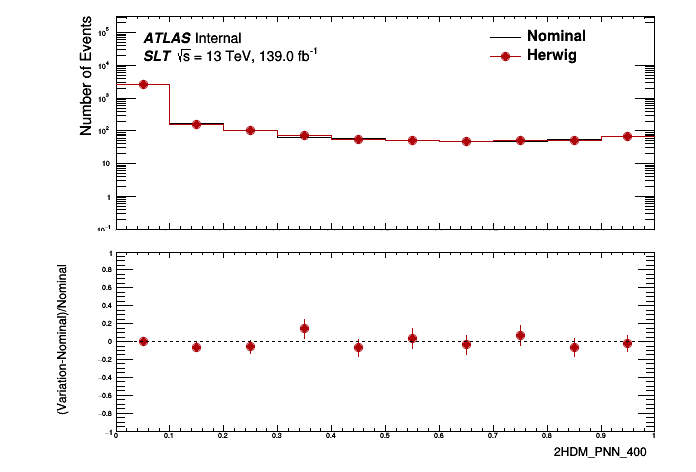 Number of Events
10^5
10^4
10^3
10^2
10
1
10^-1
ATLAS Internal
SLT √s = 13 TeV, 139.0 fb^-1
Nominal
Herwig
(Variation-Nominal)/Nominal
1
0.8
0.6
0.4
0.2
0
−0.2
−0.4
−0.6
−0.8
−1
0 0.1 0.2 0.3 0.4 0.5 0.6 0.7 0.8 0.9 1
2HDM_PNN_400